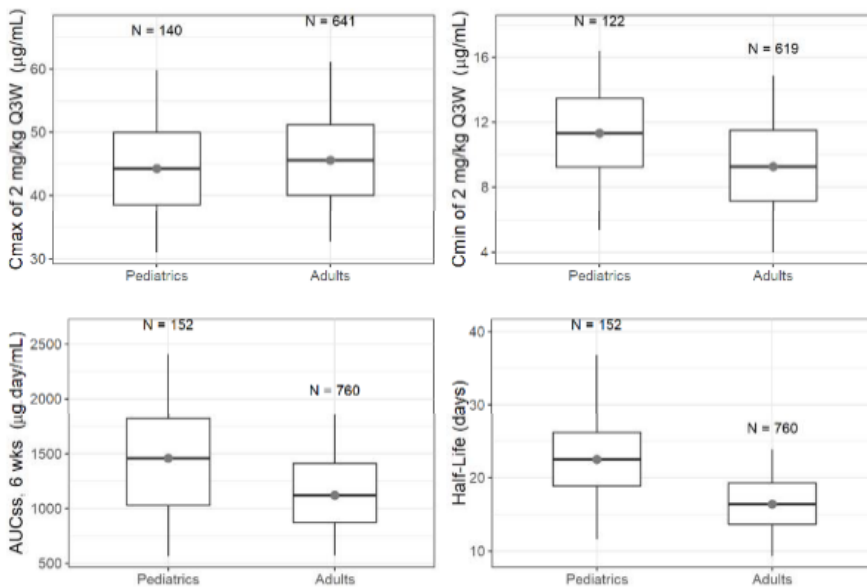 Cmax of 2 mg/kg Q3W (µg/mL)
N = 140
N = 641
60
50
40
30
Pediatrics
Adults
Cmin of 2 mg/kg Q3W (µg/mL)
N = 122
N = 619
16
12
8
4
Pediatrics
Adults
AUCss, 6 wks (µg.day/mL)
N = 152
N = 760
2500
2000
1500
1000
500
Pediatrics
Adults
Half-Life (days)
N = 152
N = 760
40
30
20
10
Pediatrics
Adults